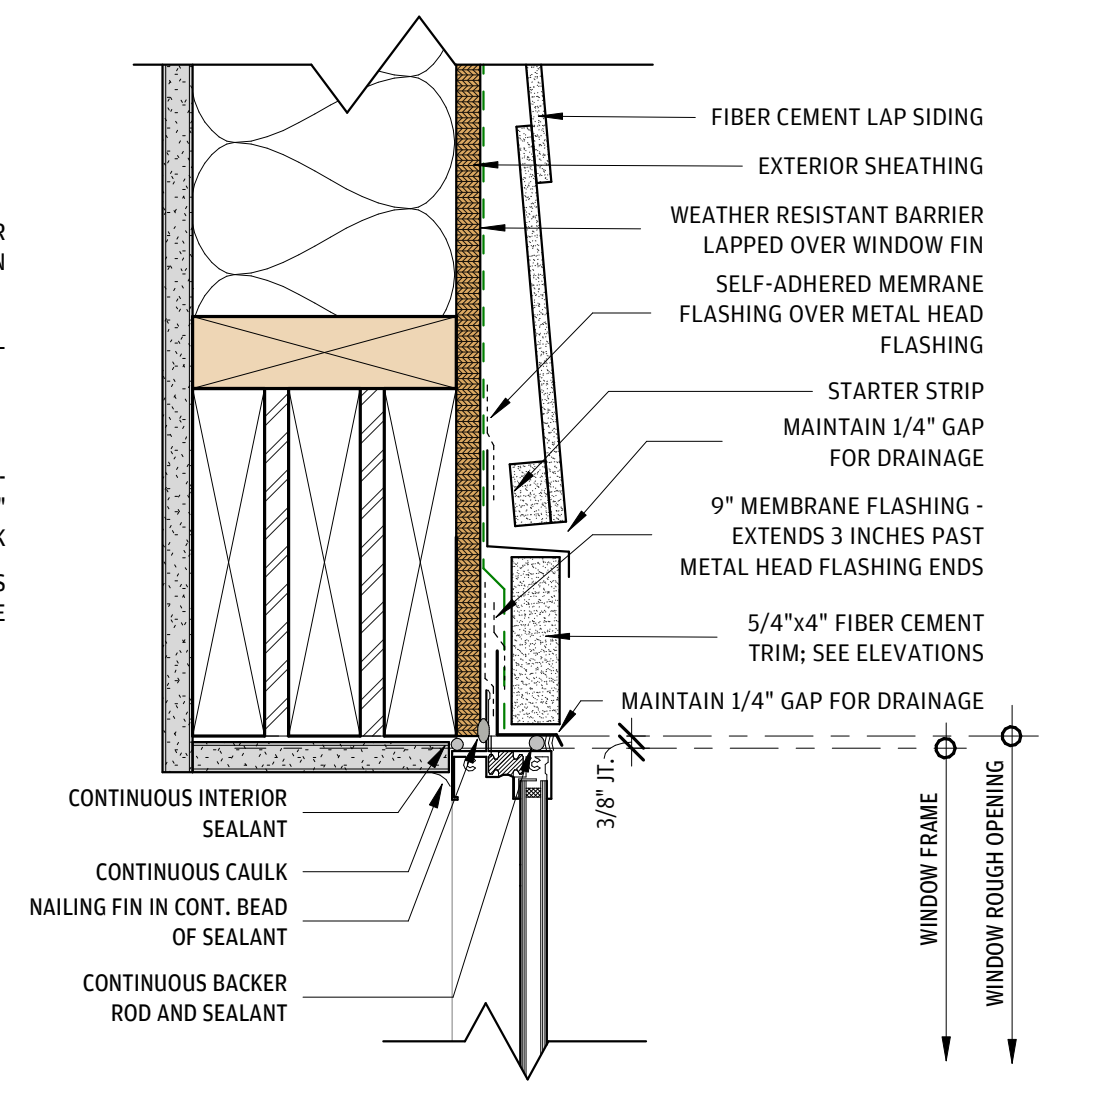 R
N
"
K
S
E
FIBER CEMENT LAP SIDING
EXTERIOR SHEATHING
WEATHER RESISTANT BARRIER
LAPPED OVER WINDOW FIN
SELF-ADHERED MEMRANE
FLASHING OVER METAL HEAD
FLASHING
STARTER STRIP
MAINTAIN 1/4" GAP
FOR DRAINAGE
9" MEMBRANE FLASHING -
EXTENDS 3 INCHES PAST
METAL HEAD FLASHING ENDS
5/4"x4" FIBER CEMENT
TRIM; SEE ELEVATIONS
MAINTAIN 1/4" GAP FOR DRAINAGE
3/8" JT.
WINDOW FRAME
WINDOW ROUGH OPENING
CONTINUOUS INTERIOR
SEALANT
CONTINUOUS CAULK
NAILING FIN IN CONT. BEAD
OF SEALANT
CONTINUOUS BACKER
ROD AND SEALANT